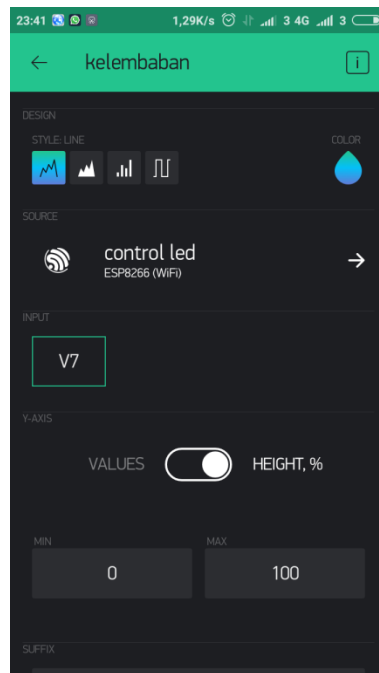 23:41 1,29K/s 3 4G 3
kelembaban
DESIGN
STYLE: LINE COLOR
SOURCE
control led
ESP8266 (WiFi)
INPUT
V7
Y-AXIS
VALUES HEIGHT, %
MIN MAX
0 100
SUFFIX